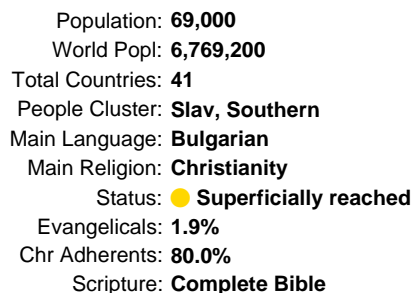 Population: 69,000
World Popl: 6,769,200
Total Countries: 41
People Cluster: Slav, Southern
Main Language: Bulgarian
Main Religion: Christianity
Status: Superficially reached
Evangelicals: 1.9%
Chr Adherents: 80.0%
Scripture: Complete Bible